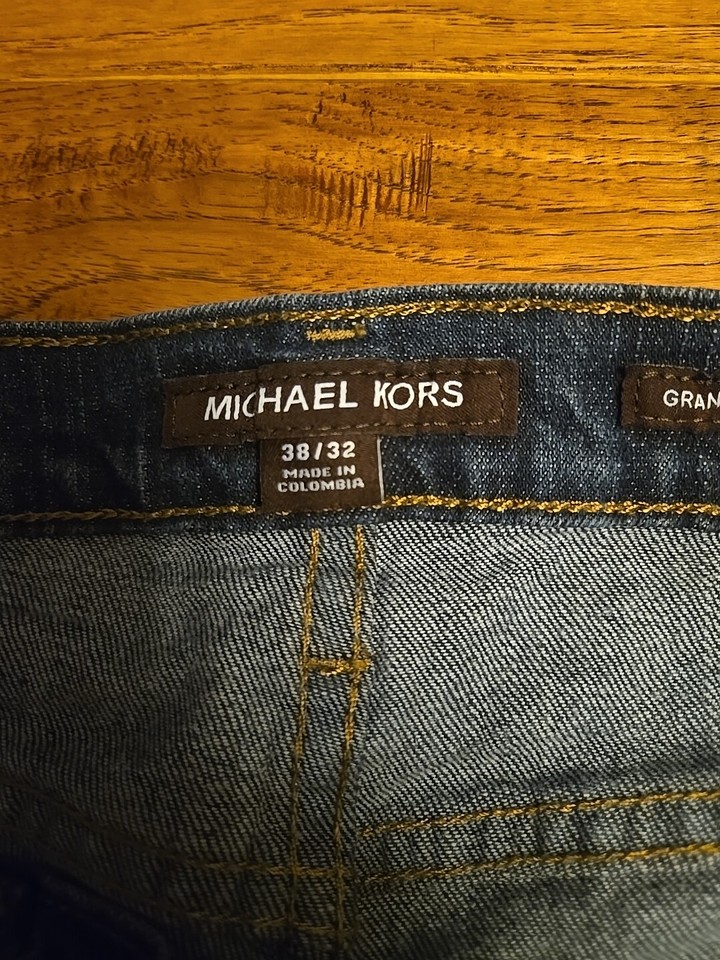 MICHAEL KORS
GRAN
38/32
MADE IN
COLOMBIA